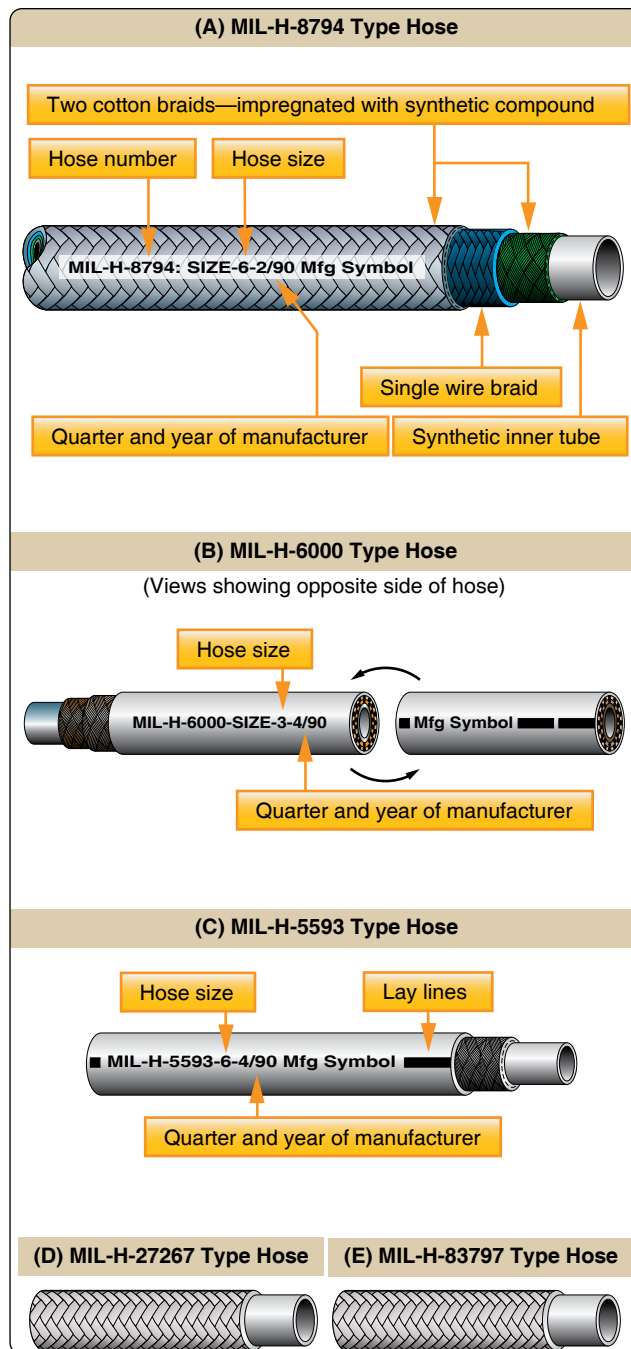 (A) MIL-H-8794 Type Hose
Two cotton braids—impregnated with synthetic compound
Hose number
Hose size
MIL-H-8794: SIZE-6-2/90 Mfg Symbol
Single wire braid
Quarter and year of manufacturer
Synthetic inner tube
(B) MIL-H-6000 Type Hose
(Views showing opposite side of hose)
Hose size
MIL-H-6000-SIZE-3-4/90
Mfg Symbol
Quarter and year of manufacturer
(C) MIL-H-5593 Type Hose
Hose size
Lay lines
MIL-H-5593-6-4/90 Mfg Symbol
Quarter and year of manufacturer
(D) MIL-H-27267 Type Hose
(E) MIL-H-83797 Type Hose